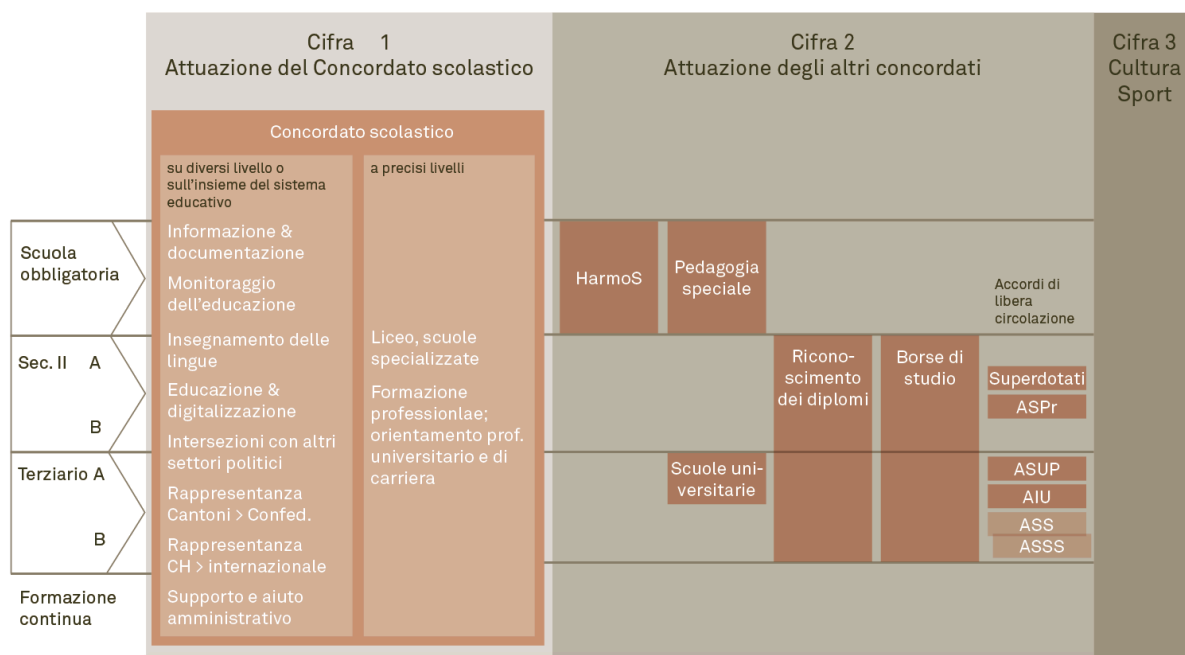 Cifra 1
Attuazione del Concordato scolastico
Cifra 2
Attuazione degli altri concordati
Cifra 3
Cultura
Sport
Concordato scolastico
su diversi livello o
sull'insieme del sistema
educativo
a precisi livelli
Scuola
obbligatoria
Sec. II A
B
Terziario A
B
Formazione
continua
Informazione &
documentazione
Monitoraggio
dell'educazione
Insegnamento delle
lingue
Educazione &
digitalizzazione
Intersezioni con altri
settori politici
Rappresentanza
Cantoni > Confed.
Rappresentanza
CH > internazionale
Supporto e aiuto
amministrativo
Liceo, scuole
specializzate
Formazione
professionlae;
orientamento prof.
universitario e di
carriera
HarmoS
Pedagogia
speciale
Ricono-
scimento
dei diplomi
Borse di
studio
Scuole uni-
versitarie
Accordi di
libera
circolazione
Superdotati
ASPr
ASUP
AIU
ASS
ASSS